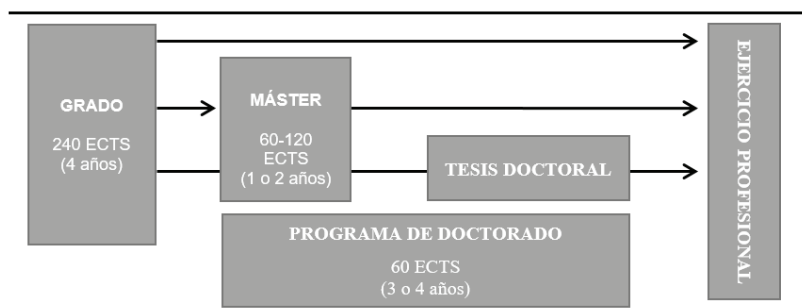 GRADO
240 ECTS
(4 años)
MÁSTER
60-120
ECTS
(1 o 2 años)
TESIS DOCTORAL
PROGRAMA DE DOCTORADO
60 ECTS
(3 o 4 años)
EJERCICIO PROFESIONAL